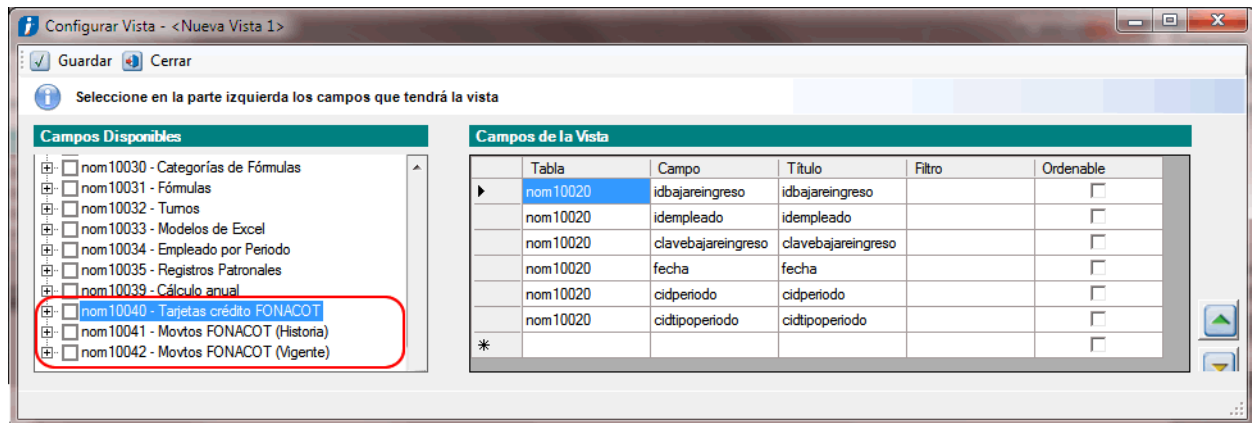 Configurar Vista - <Nueva Vista 1>
Guardar Cerrar
Seleccione en la parte izquierda los campos que tendrá la vista
Campos Disponibles
nom10030 - Categorías de Fórmulas
nom10031 - Fórmulas
nom10032 - Turnos
nom10033 - Modelos de Excel
nom10034 - Empleado por Periodo
nom10035 - Registros Patronales
nom10039 - Cálculo anual
nom10040 - Tarjetas crédito FONACOT
nom10041 - Movtos FONACOT (Historia)
nom10042 - Movtos FONACOT (Vigente)
Campos de la Vista
Tabla Campo Título Filtro Ordenable
nom10020 idbajareingreso idbajareingreso
nom10020 idempleado idempleado
nom10020 clavebajareingreso clavebajareingreso
nom10020 fecha fecha
nom10020 cidperiodo cidperiodo
nom10020 cidtipoperiodo cidtipoperiodo